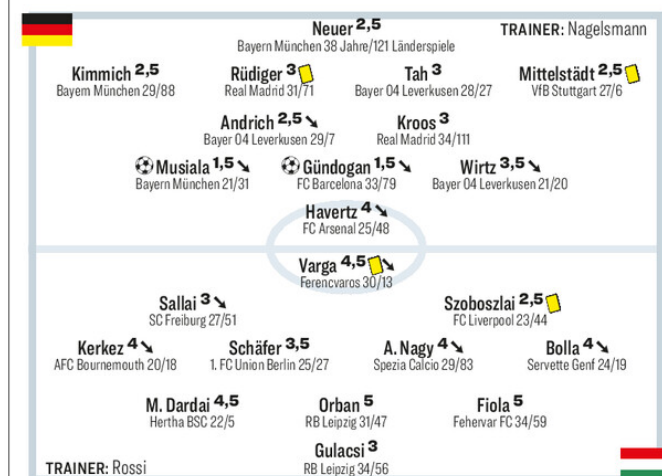 Neuer 2,5
TRAINER: Nagelsmann
Bayern München 38 Jahre/121 Länderspiele
Kimmich 2,5 Rüdiger 3 Tah 3 Mittelstädt 2,5
Bayern München 29/88 Real Madrid 31/71 Bayer 04 Leverkusen 28/27 VfB Stuttgart 27/6
Andrich 2,5 Kroos 3
Bayer 04 Leverkusen 29/7 Real Madrid 34/111
Musiala 1,5 Gündogan 1,5 Wirtz 3,5
Bayern München 21/31 FC Barcelona 33/79 Bayer 04 Leverkusen 21/20
Havertz 4
FC Arsenal 25/48
Varga 4,5
Ferencvaros 30/13
Sallai 3 Szoboszlai 2,5
SC Freiburg 27/51 FC Liverpool 23/44
Kerkez 4 Schäfer 3,5 A. Nagy 4 Bolla 4
AFC Bournemouth 20/18 1. FC Union Berlin 25/27 Spezia Calcio 29/83 Servette Genf 24/19
M. Dardai 4,5 Orban 5 Fiola 5
Hertha BSC 22/5 RB Leipzig 31/47 Fehervar FC 34/59
Gulacsi 3
TRAINER: Rossi RB Leipzig 34/56